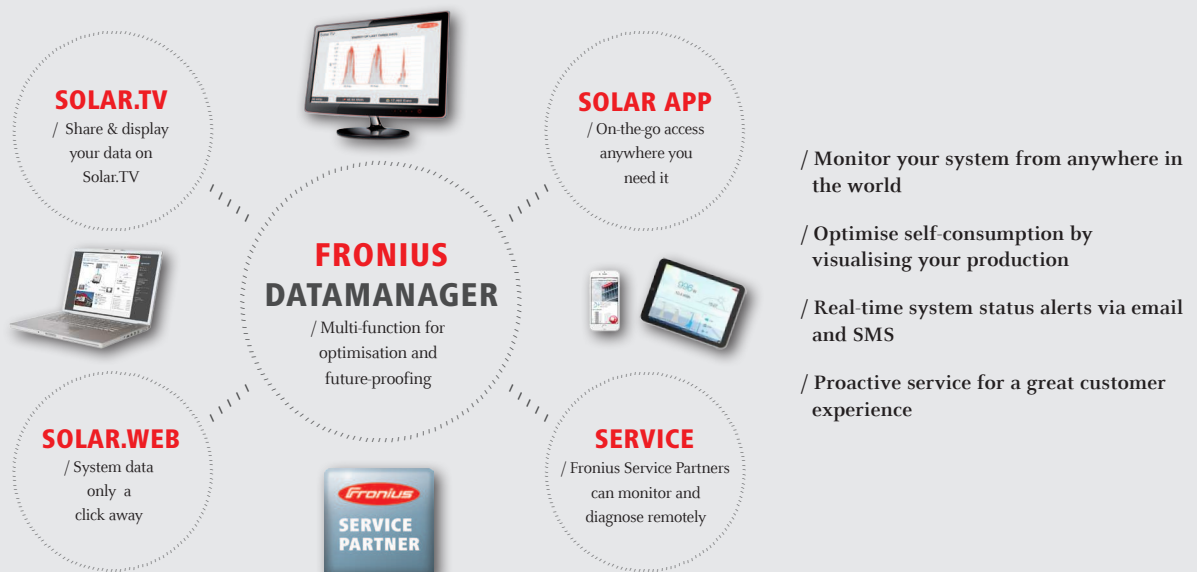 SOLAR.TV
/ Share & display
your data on
Solar.TV
SOLAR APP
/ On-the-go access
anywhere you
need it
FRONIUS
DATAMANAGER
/ Multi-function for
optimisation and
future-proofing
SOLAR.WEB
/ System data
only a
click away
SERVICE
/ Fronius Service Partners
can monitor and
diagnose remotely
Fronius
SERVICE
PARTNER
/ Monitor your system from anywhere in
the world
/ Optimise self-consumption by
visualising your production
/ Real-time system status alerts via email
and SMS
/ Proactive service for a great customer
experience